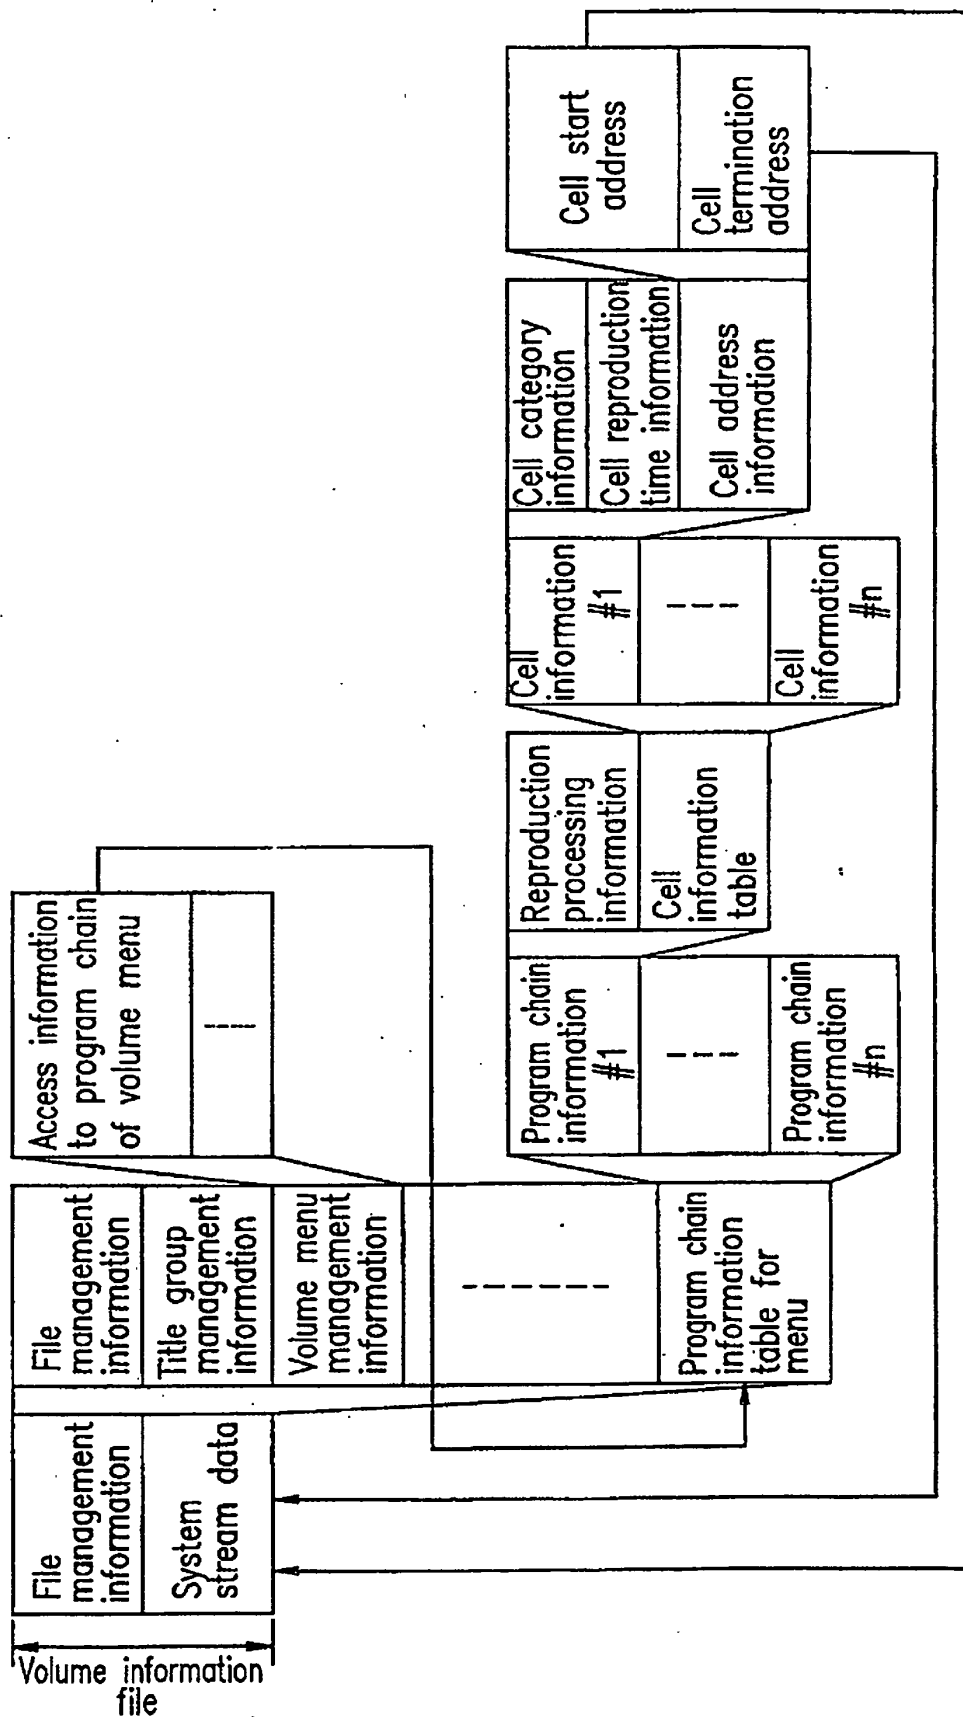 Volume information
file
File
management
information
System
stream data
File
management
information
Title group
management
information
Volume menu
management
information
Program chain
information
table for
menu
Access information
to program chain
of volume menu
Program chain
information
#1
Program chain
information
#n
Reproduction
processing
information
Cell
information
table
Cell
information
#1
Cell
information
#n
Cell category
information
Cell reproduction
time information
Cell address
information
Cell start
address
Cell
termination
address